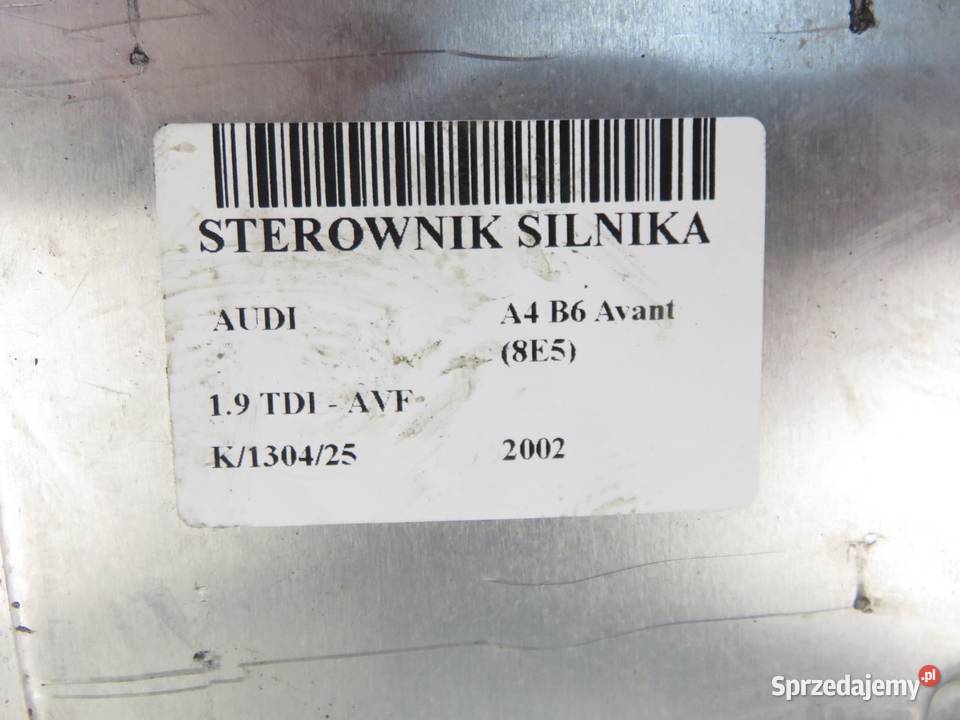 STEROWNIK SILNIKA
AUDI
A4 B6 Avant
(8E5)
1.9 TDI - AVF
K/1304/25
2002
Sprzedajemy.pl